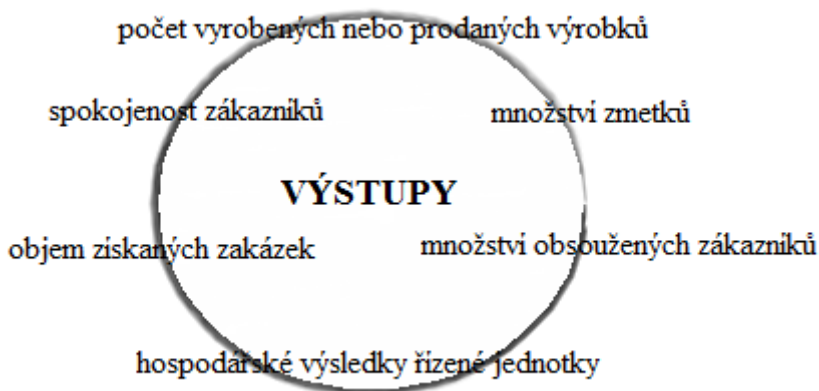 počet vyrobených nebo prodaných výrobků
spokojenost zákazníků
množství zmetků
VÝSTUPY
objem získaných zakázek
množství obsoužených zákazníků
hospodářské výsledky řízené jednotky